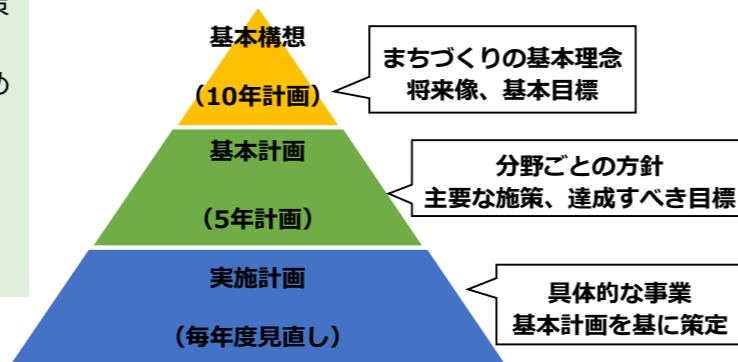 策
め
基本構想
（10年計画）
まちづくりの基本理念
将来像、基本目標
基本計画
（5年計画）
分野ごとの方針
主要な施策、達成すべき目標
実施計画
（毎年度見直し）
具体的な事業
基本計画を基に策定